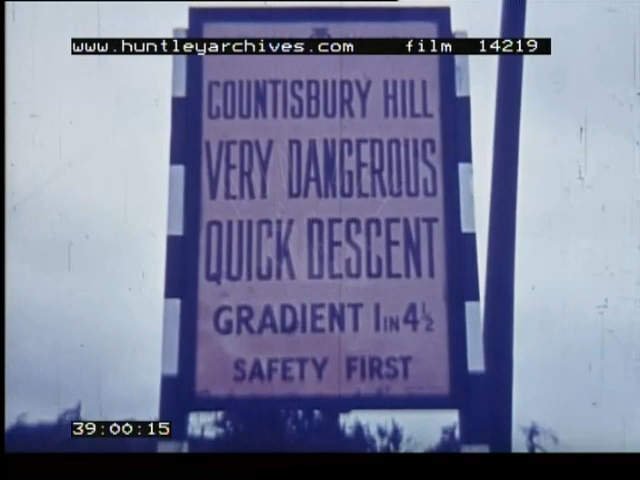 www.huntleyarchives.com film 14219
COUNTISBURY HILL
VERY DANGEROUS
QUICK DESCENT
GRADIENT 1 IN 4½
SAFETY FIRST
39:00:15